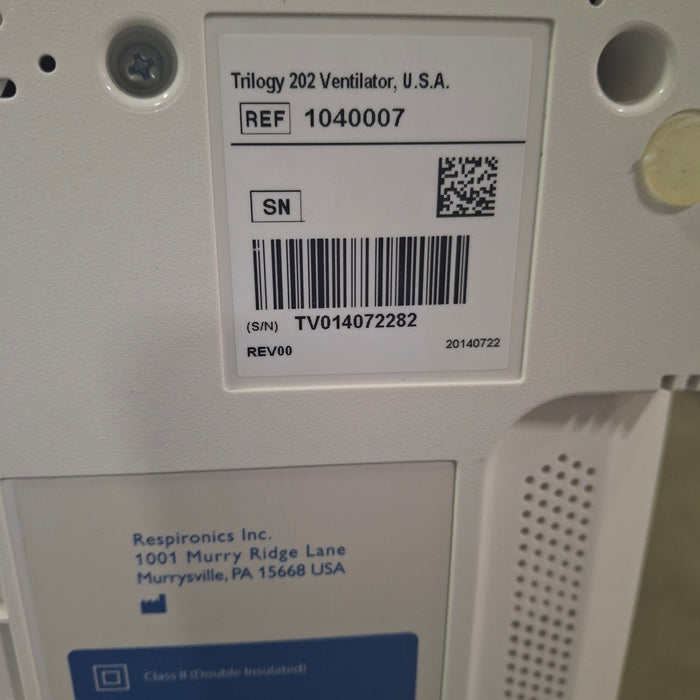 Trilogy 202 Ventilator, U.S.A.
REF 1040007
SN
(S/N) TV014072282
REV00 20140722
Respironics Inc.
1001 Murry Ridge Lane
Murrysville, PA 15668 USA
Class II (Double Insulated)